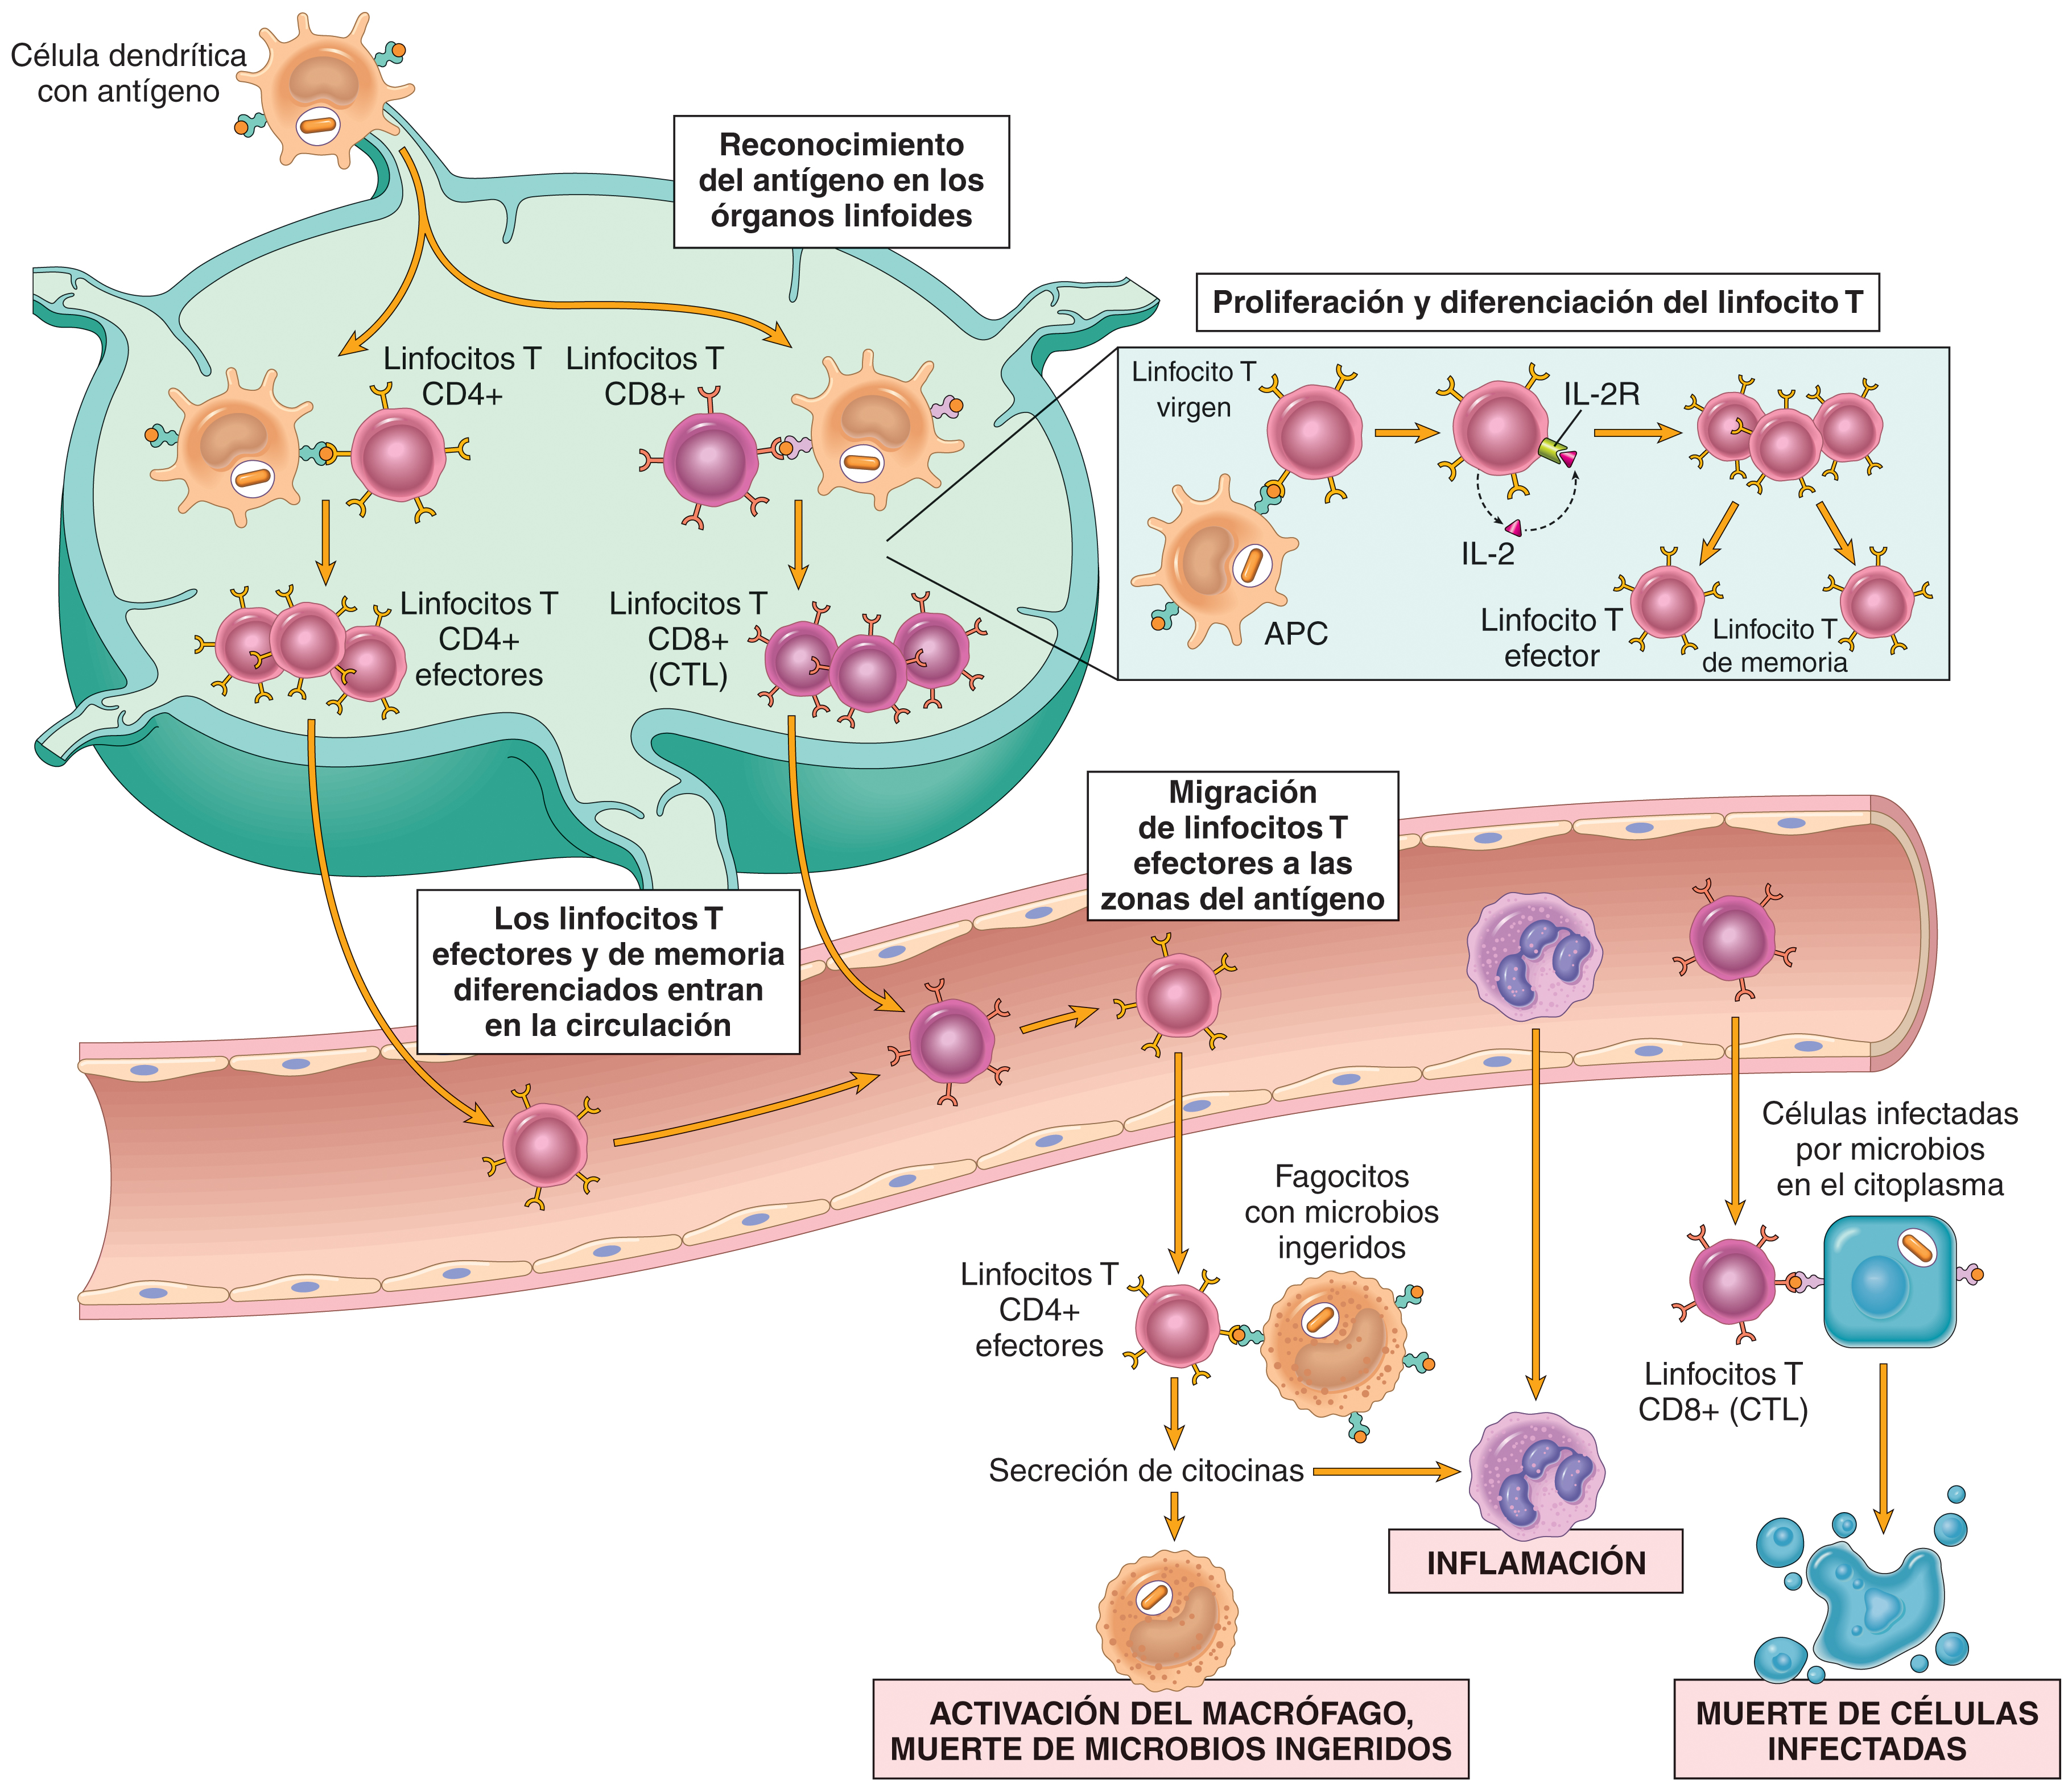 Célula dendrítica
con antígeno
Reconocimiento
del antígeno en los
órganos linfoides
Proliferación y diferenciación del linfocito T
Linfocitos T
CD4+
Linfocitos T
CD8+
Linfocito T
virgen
IL-2R
IL-2
APC
Linfocito T
efector
Linfocito T
de memoria
Linfocitos T
CD4+
efectores
Linfocitos T
CD8+
(CTL)
Migración
de linfocitos T
efectores a las
zonas del antígeno
Los linfocitos T
efectores y de memoria
diferenciados entran
en la circulación
Células infectadas
por microbios
en el citoplasma
Fagocitos
con microbios
ingeridos
Linfocitos T
CD4+
efectores
Linfocitos T
CD8+ (CTL)
Secreción de citocinas
INFLAMACIÓN
ACTIVACIÓN DEL MACRÓFAGO,
MUERTE DE MICROBIOS INGERIDOS
MUERTE DE CÉLULAS
INFECTADAS